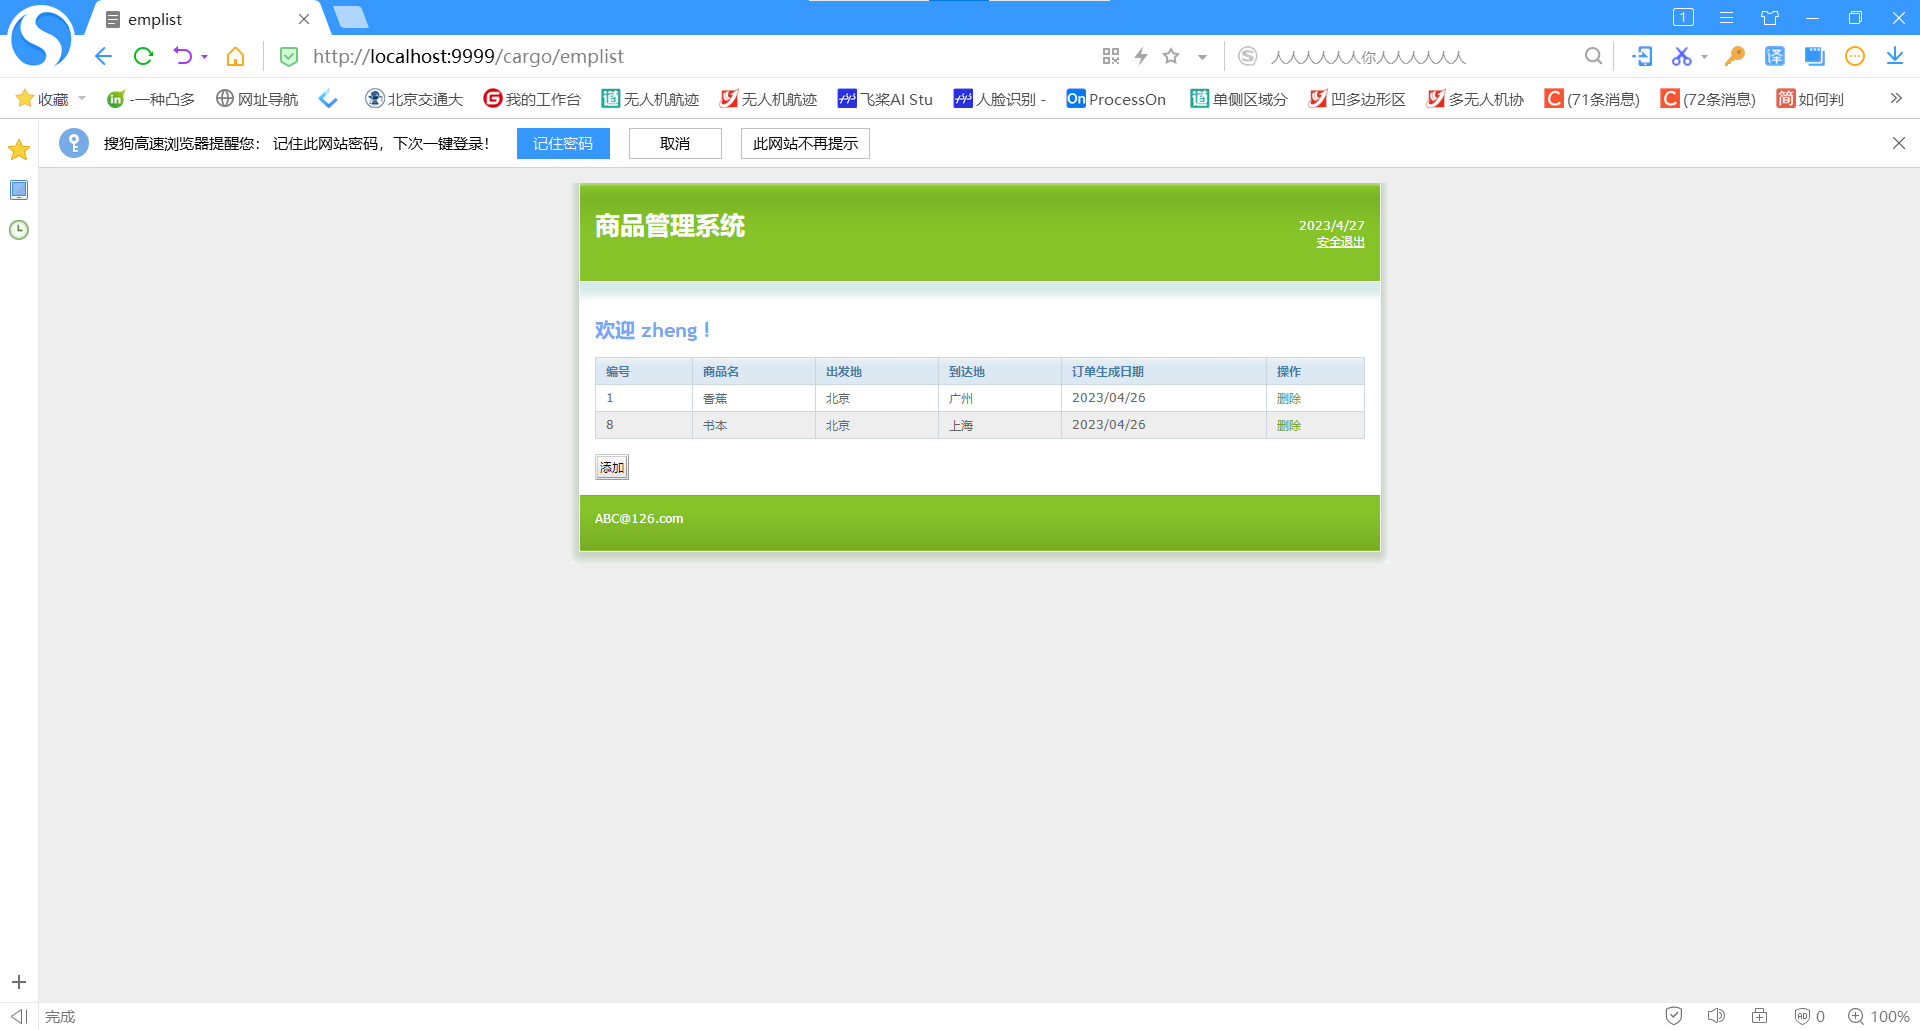 emplist
1
http://localhost:9999/cargo/emplist
人人人人人人你人人人人人人
收藏
-一种凸多
网址导航
北京交通大
我的工作台
无人机航迹
无人机航迹
飞桨AI Stu
人脸识别 -
On ProcessOn
单侧区域分
凹多边形区
多无人机协
C (71条消息)
C (72条消息)
简 如何判
搜狗高速浏览器提醒您： 记住此网站密码，下次一键登录！
记住密码
取消
此网站不再提示
商品管理系统
2023/4/27
安全退出
欢迎 zheng！
编号 商品名 出发地 到达地 订单生成日期 操作
1 香蕉 北京 广州 2023/04/26 删除
8 书本 北京 上海 2023/04/26 删除
添加
ABC@126.com
完成
0
100%